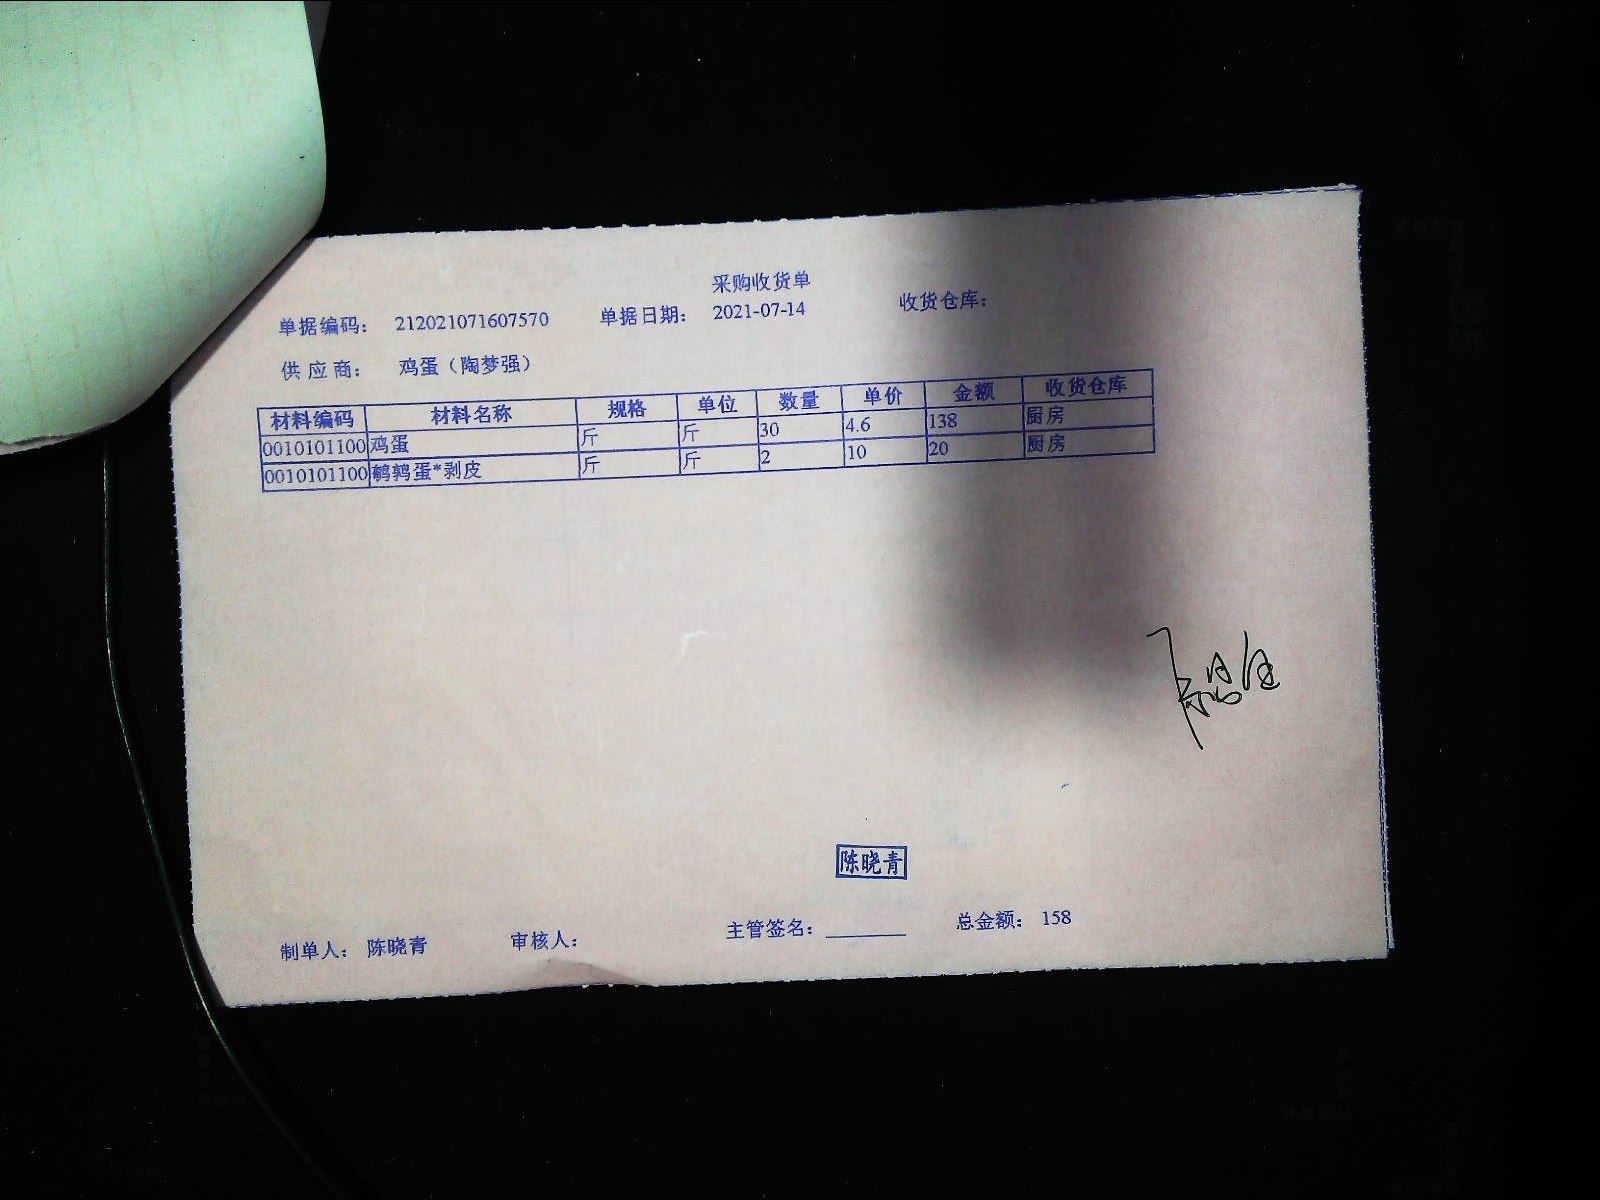 采购收货单
单据编码： 212021071607570 单据日期： 2021-07-14 收货仓库：
供应商： 鸡蛋（陶梦强）
材料编码 材料名称 规格 单位 数量 单价 金额 收货仓库
0010101100 鸡蛋 斤 斤 30 4.6 138 厨房
0010101100 鹌鹑蛋*剥皮 斤 斤 2 10 20 厨房
陈晓青
制单人： 陈晓青 审核人： 主管签名： 总金额： 158